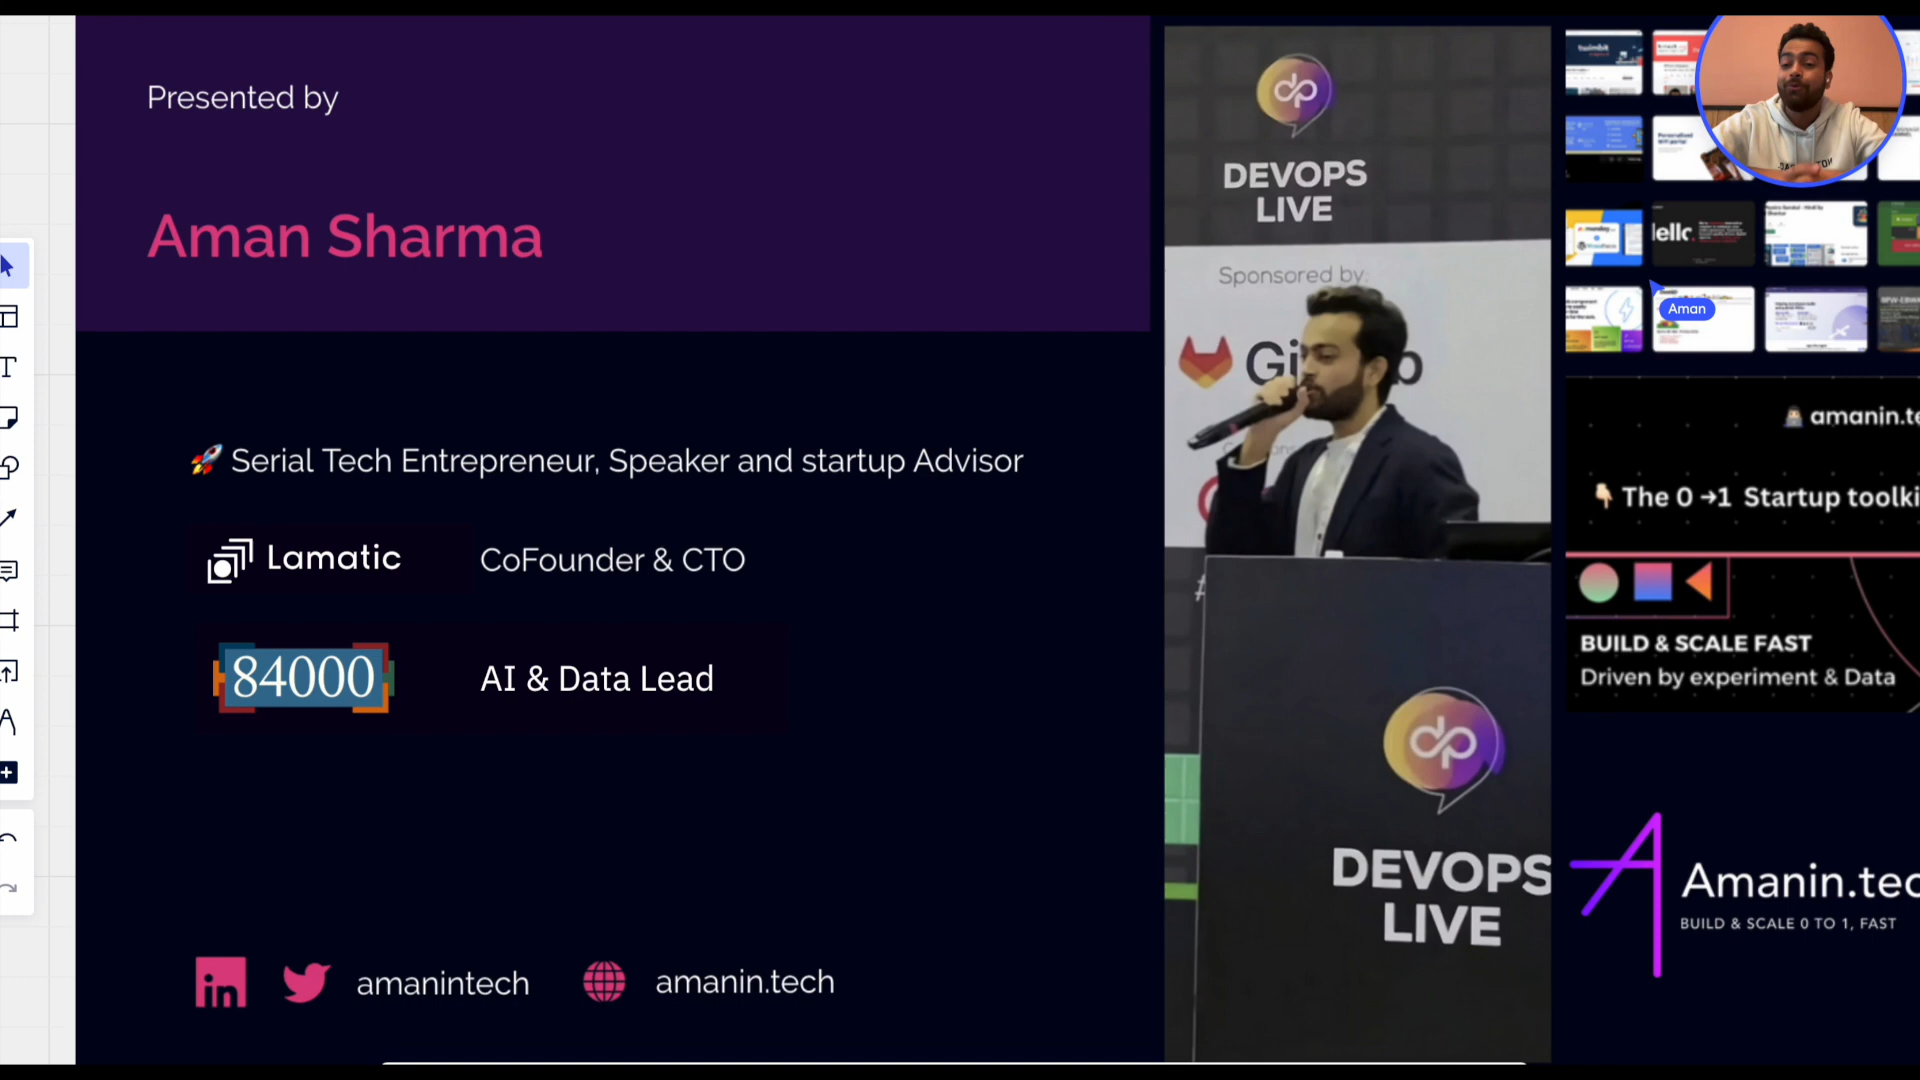 Presented by
Aman Sharma
🚀 Serial Tech Entrepreneur, Speaker and startup Advisor
Lamatic
CoFounder & CTO
84000
AI & Data Lead
amanintech
amanin.tech
dp
DEVOPS
LIVE
Sponsored by:
dp
DEVOPS
LIVE
Aman
amanin.te
👇🏻 The 0 →1 Startup toolki
BUILD & SCALE FAST
Driven by experiment & Data
Amanin.tec
BUILD & SCALE 0 TO 1, FAST